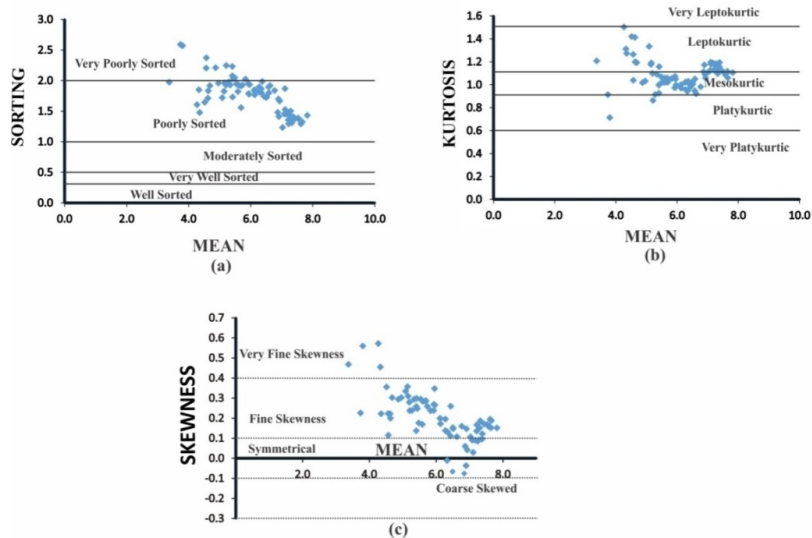 3.0
2.5
2.0
1.5
1.0
0.5
0.0
SORTING
Very Poorly Sorted
Poorly Sorted
Moderately Sorted
Very Well Sorted
Well Sorted
0.0 2.0 4.0 6.0 8.0 10.0
MEAN
(a)
1.6
1.4
1.2
1.0
0.8
0.6
0.4
0.2
0.0
KURTOSIS
Very Leptokurtic
Leptokurtic
Mesokurtic
Platykurtic
Very Platykurtic
0.0 2.0 4.0 6.0 8.0 10.0
MEAN
(b)
0.7
0.6
0.5
0.4
0.3
0.2
0.1
0.0
-0.1
-0.2
-0.3
SKEWNESS
Very Fine Skewness
Fine Skewness
Symmetrical
MEAN
2.0 4.0 6.0 8.0
Coarse Skewed
(c)